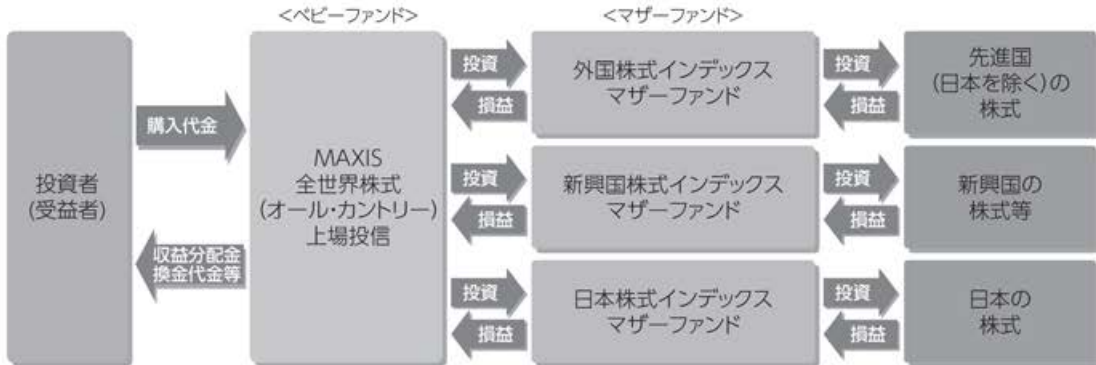 <ベビーファンド>
<マザーファンド>
投資者
(受益者)
購入代金
収益分配金
換金代金等
MAXIS
全世界株式
(オール・カントリー)
上場投信
投資
損益
外国株式インデックス
マザーファンド
投資
損益
先進国
(日本を除く)の
株式
投資
損益
新興国株式インデックス
マザーファンド
投資
損益
新興国の
株式等
投資
損益
日本株式インデックス
マザーファンド
投資
損益
日本の
株式